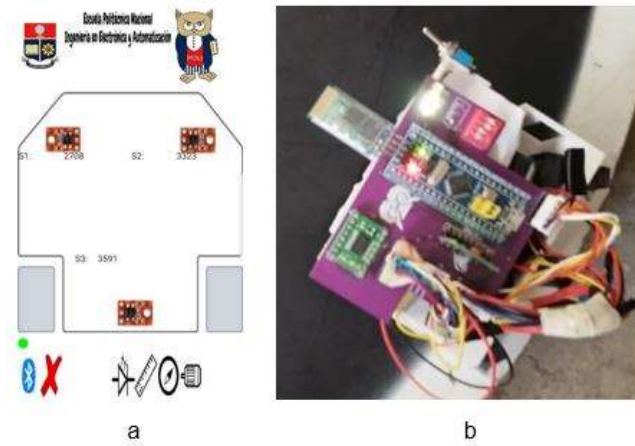 Escuela Politécnica Nacional
Ingeniería en Electrónica y Automatización
S1: 2708 S2: 3323
S3: 3591
a b